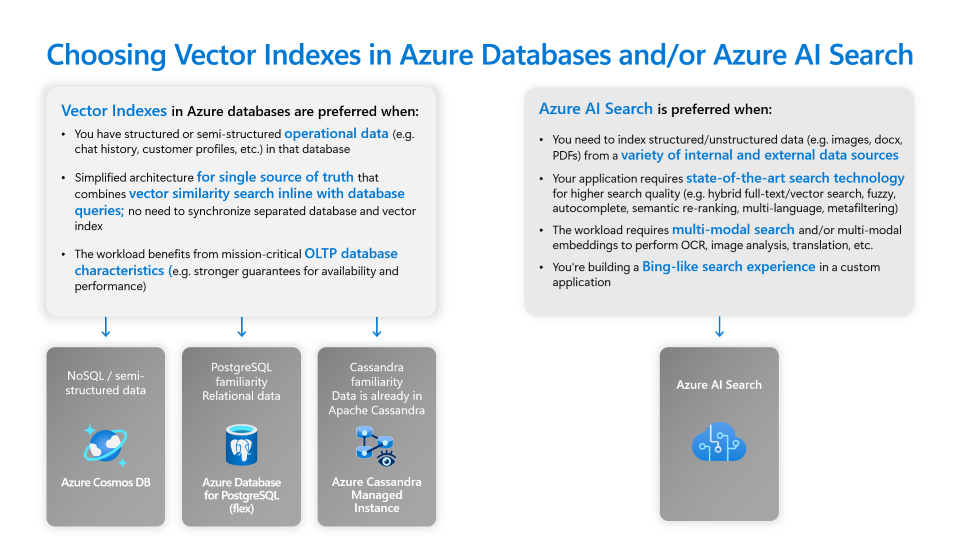 Choosing Vector Indexes in Azure Databases and/or Azure AI Search
Vector Indexes in Azure databases are preferred when:
• You have structured or semi-structured operational data (e.g.
chat history, customer profiles, etc.) in that database
• Simplified architecture for single source of truth that
combines vector similarity search inline with database
queries; no need to synchronize separated database and vector
index
• The workload benefits from mission-critical OLTP database
characteristics (e.g. stronger guarantees for availability and
performance)
Azure AI Search is preferred when:
• You need to index structured/unstructured data (e.g. images, docx,
PDFs) from a variety of internal and external data sources
• Your application requires state-of-the-art search technology
for higher search quality (e.g. hybrid full-text/vector search, fuzzy,
autocomplete, semantic re-ranking, multi-language, metafiltering)
• The workload requires multi-modal search and/or multi-modal
embeddings to perform OCR, image analysis, translation, etc.
• You're building a Bing-like search experience in a custom
application
NoSQL / semi-
structured data
Azure Cosmos DB
PostgreSQL
familiarity
Relational data
Azure Database
for PostgreSQL
(flex)
Cassandra
familiarity
Data is already in
Apache Cassandra
Azure Cassandra
Managed
Instance
Azure AI Search